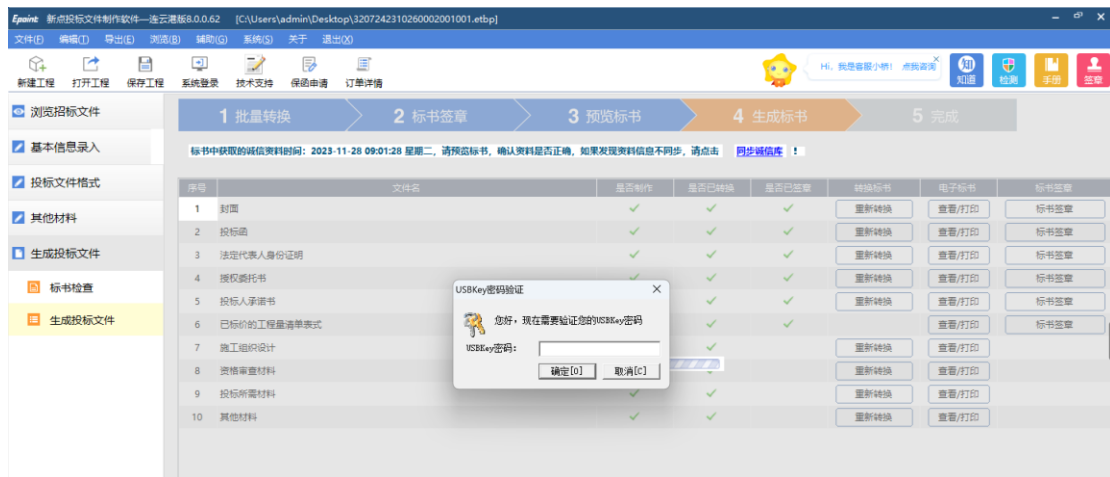 Epoint 新点投标文件制作软件—连云港版8.0.0.62 [C:\Users\admin\Desktop\3207242310260002001001.etbp]
文件(F) 编辑(I) 导出(E) 浏览(B) 辅助(G) 系统(S) 关于 退出(X)
新建工程 打开工程 保存工程 系统登录 技术支持 保函申请 订单详情
Hi，我是客服小桥！ 点我咨询
知道 检测 手册 签章
浏览招标文件
基本信息录入
投标文件格式
其他材料
生成投标文件
标书检查
生成投标文件
1 批量转换 2 标书签章 3 预览标书 4 生成标书 5 完成
标书中获取的诚信资料时间：2023-11-28 09:01:28 星期二，请预览标书，确认资料是否正确，如果发现资料信息不同步，请点击 同步诚信库 ！
序号 文件名 是否制作 是否已转换 是否已签章 转换标书 电子标书 标书签章
1 封面 重新转换 查看/打印 标书签章
2 投标函 重新转换 查看/打印 标书签章
3 法定代表人身份证明 重新转换 查看/打印 标书签章
4 授权委托书 重新转换 查看/打印 标书签章
5 投标人承诺书 重新转换 查看/打印 标书签章
6 已标价的工程量清单表式 查看/打印 标书签章
7 施工组织设计 重新转换 查看/打印
8 资格审查材料 重新转换 查看/打印
9 投标所需材料 重新转换 查看/打印
10 其他材料 重新转换 查看/打印
USBKey密码验证
您好，现在需要验证您的USBKey密码
USBKey密码：
确定[O] 取消[C]